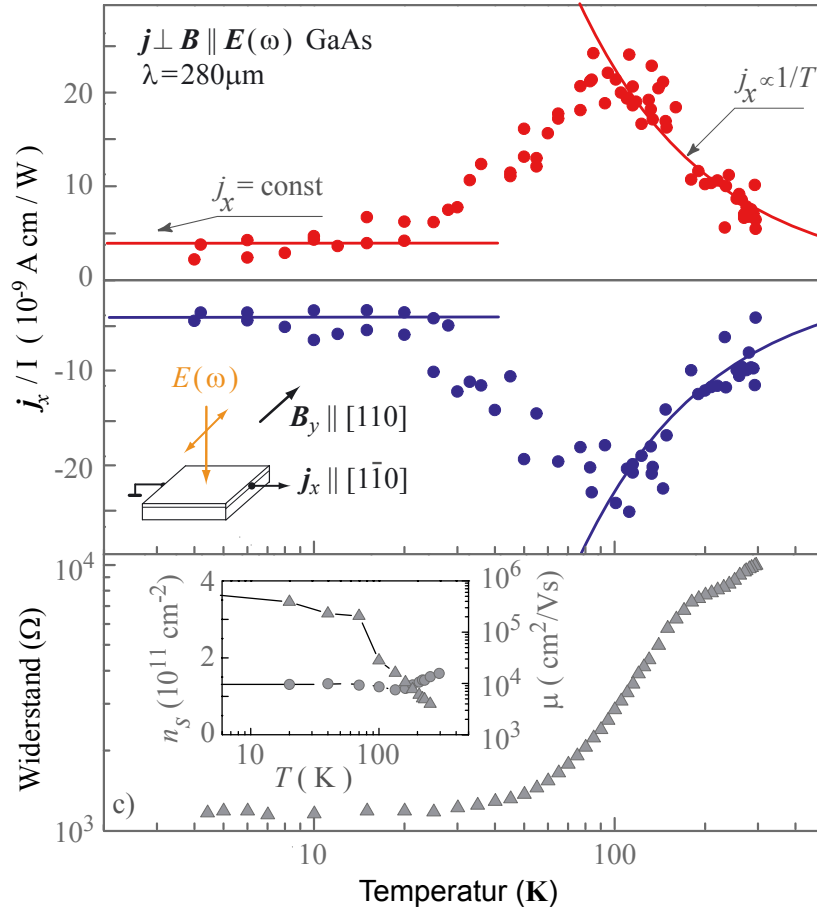 j ⊥ B ∥ E(ω) GaAs
λ=280μm
j_x ∝ 1/T
j_x = const
20
10
0
-10
-20
j_x / I ( 10^-9 A cm / W )
E(ω)
B_y ∥ [110]
j_x ∥ [11̄0]
10^4
10^3
Widerstand (Ω)
c)
4
2
0
n_S (10^11 cm^-2)
10^6
10^5
10^4
10^3
μ ( cm^2/Vs)
10
100
T ( K )
10
100
Temperatur (K)